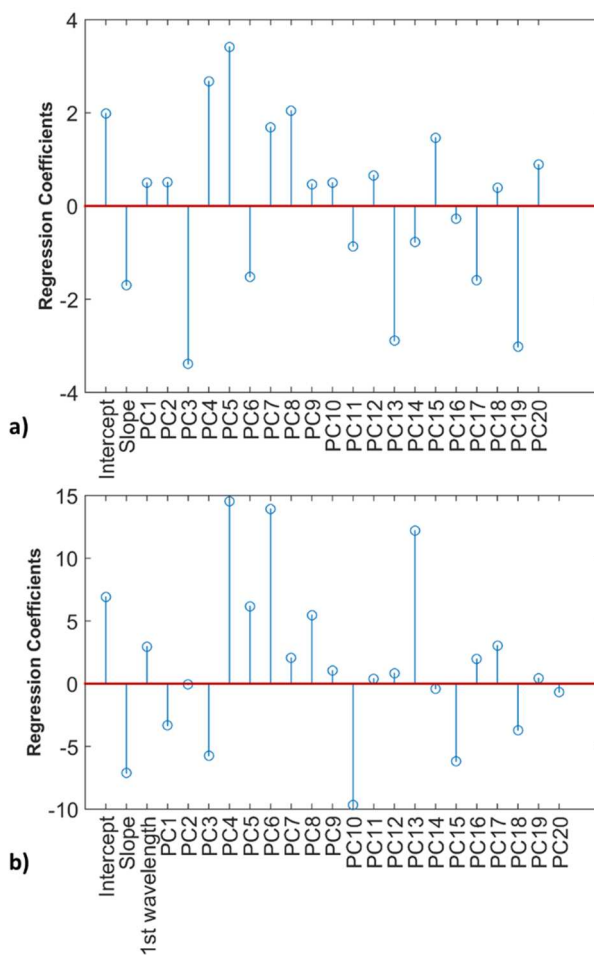 4
2
0
-2
-4
Regression Coefficients
Intercept
Slope
PC1
PC2
PC3
PC4
PC5
PC6
PC7
PC8
PC9
PC10
PC11
PC12
PC13
PC14
PC15
PC16
PC17
PC18
PC19
PC20
a)
15
10
5
0
-5
-10
Regression Coefficients
Intercept
Slope
1st wavelength
PC1
PC2
PC3
PC4
PC5
PC6
PC7
PC8
PC9
PC10
PC11
PC12
PC13
PC14
PC15
PC16
PC17
PC18
PC19
PC20
b)